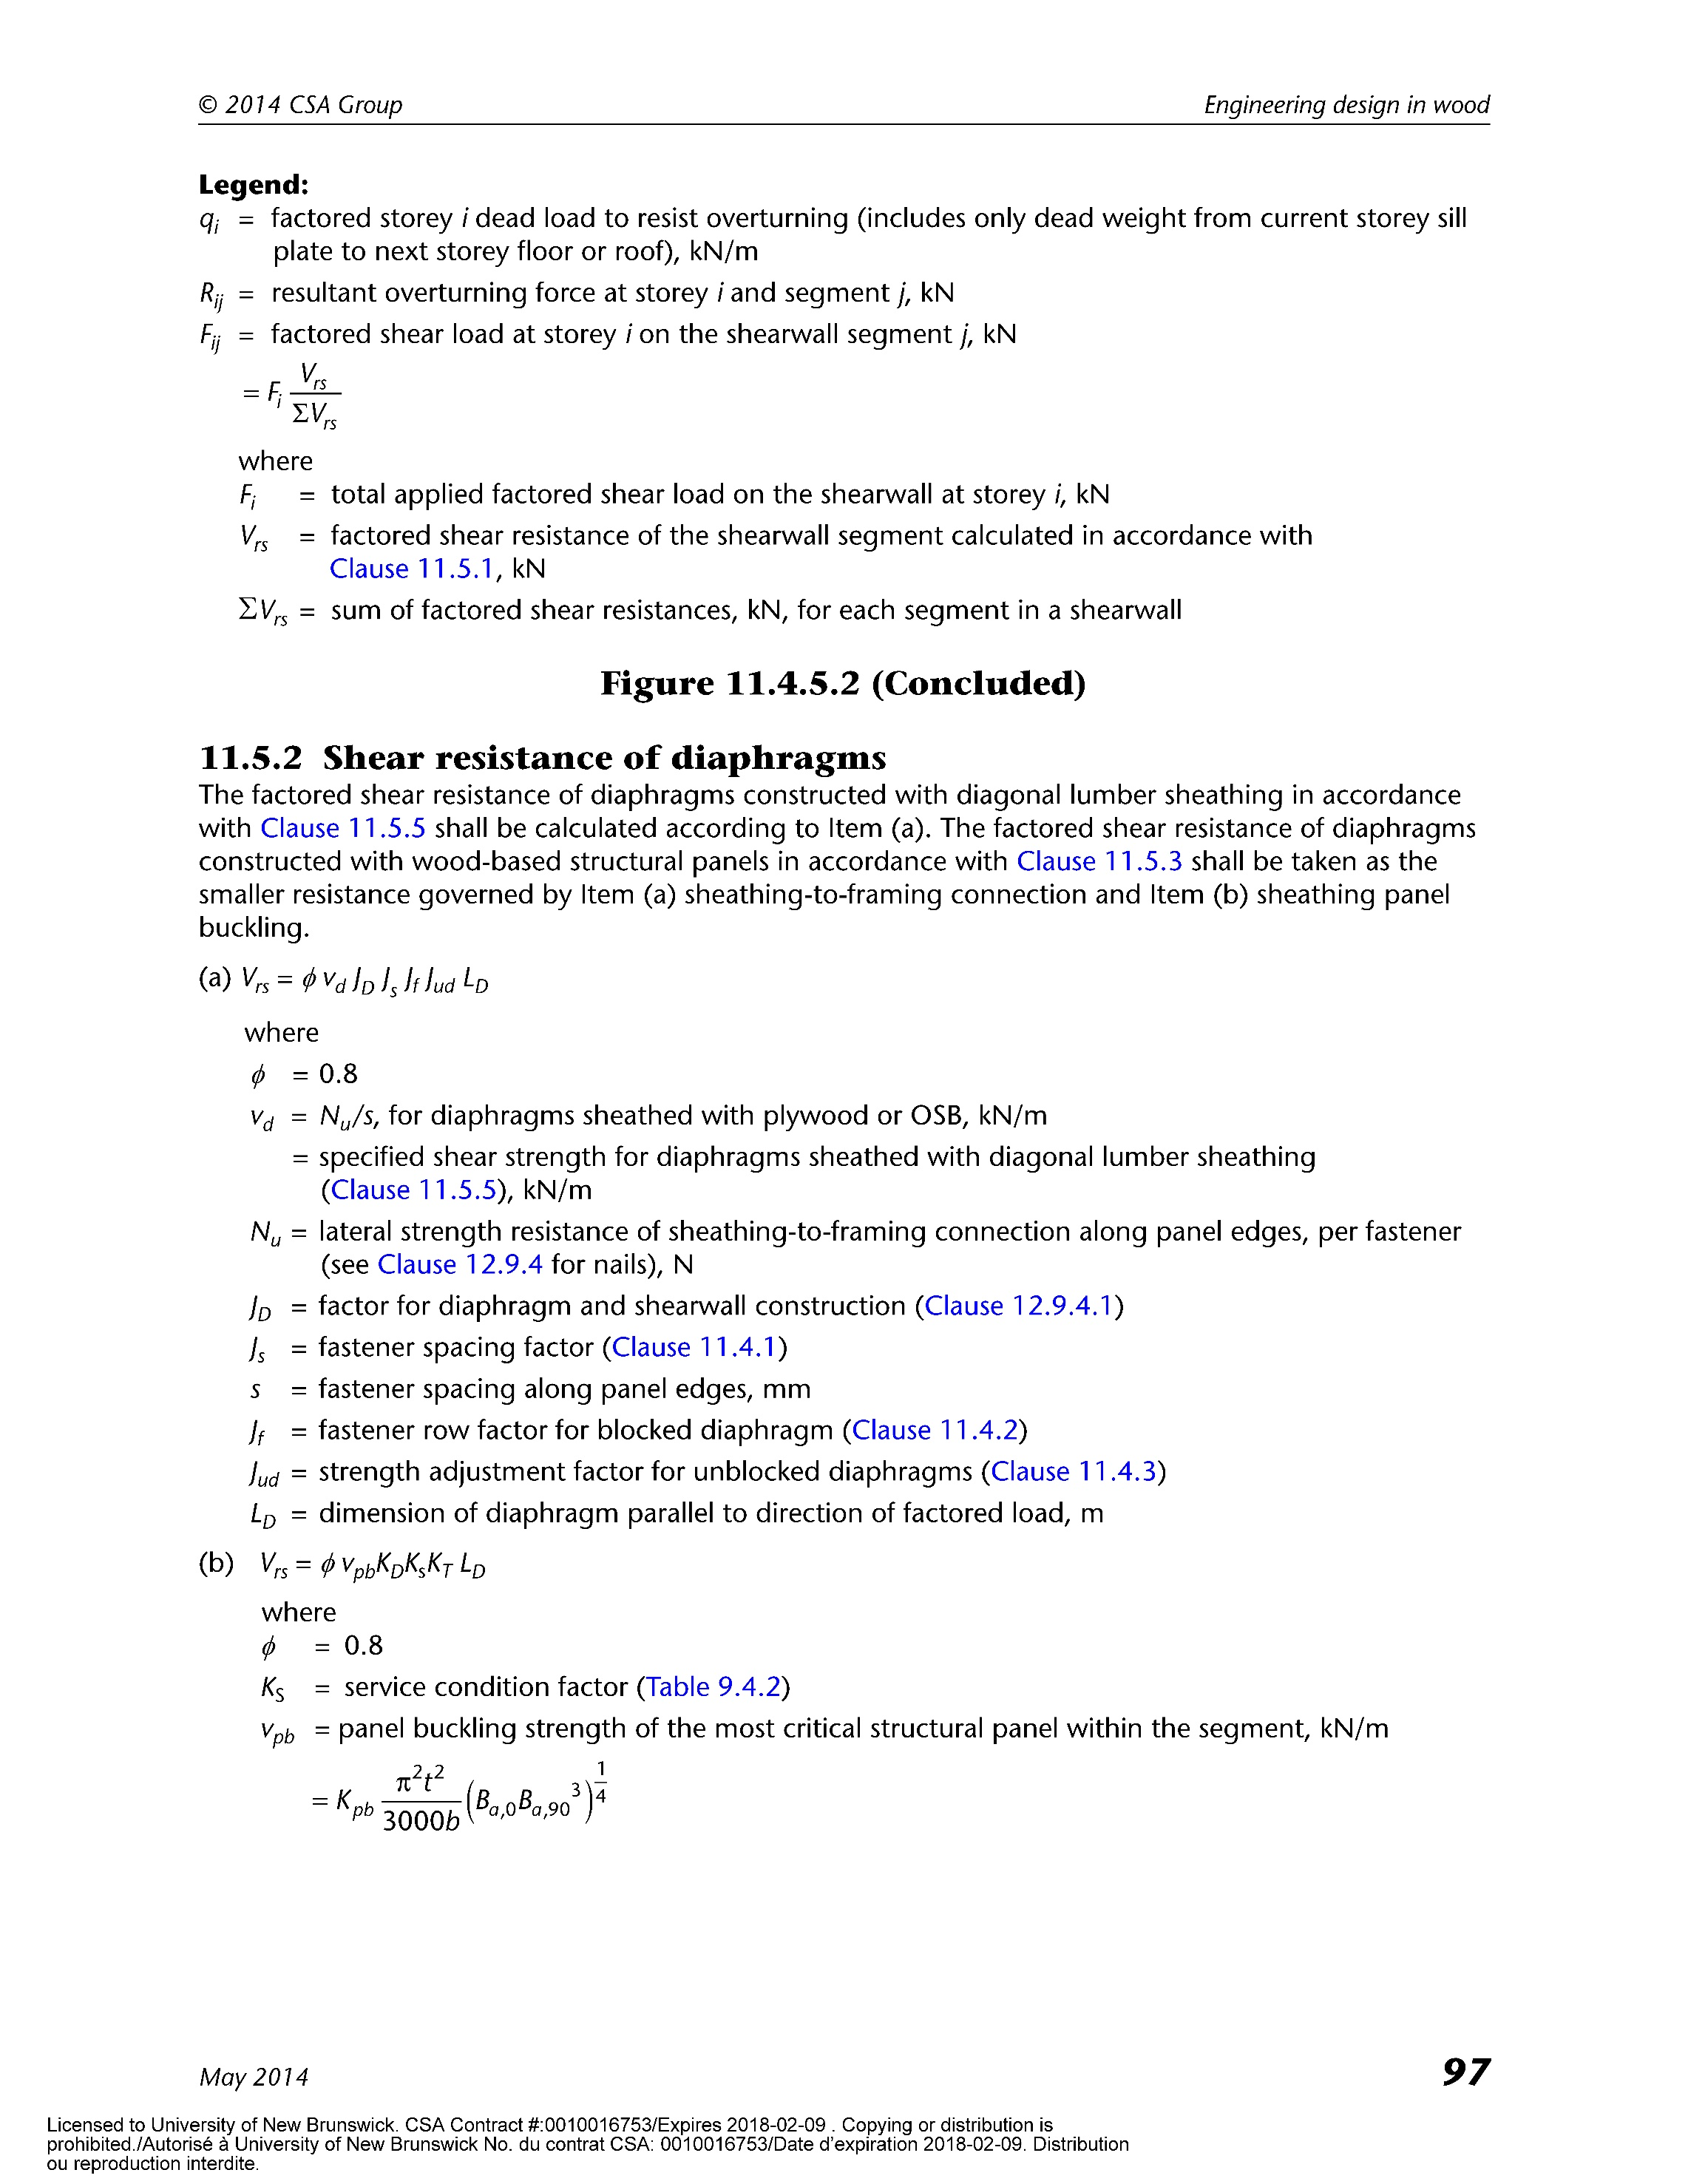 © 2014 CSA Group Engineering design in wood
Legend:
qi = factored storey i dead load to resist overturning (includes only dead weight from current storey sill
plate to next storey floor or roof), kN/m
Rij = resultant overturning force at storey i and segment j, kN
Fij = factored shear load at storey i on the shearwall segment j, kN
= Fi Vrs / ΣVrs
where
Fi = total applied factored shear load on the shearwall at storey i, kN
Vrs = factored shear resistance of the shearwall segment calculated in accordance with
Clause 11.5.1, kN
ΣVrs = sum of factored shear resistances, kN, for each segment in a shearwall
Figure 11.4.5.2 (Concluded)
11.5.2 Shear resistance of diaphragms
The factored shear resistance of diaphragms constructed with diagonal lumber sheathing in accordance
with Clause 11.5.5 shall be calculated according to Item (a). The factored shear resistance of diaphragms
constructed with wood-based structural panels in accordance with Clause 11.5.3 shall be taken as the
smaller resistance governed by Item (a) sheathing-to-framing connection and Item (b) sheathing panel
buckling.
(a) Vrs = ϕ vd JD Js Jf Jud LD
where
ϕ = 0.8
vd = Nu/s, for diaphragms sheathed with plywood or OSB, kN/m
= specified shear strength for diaphragms sheathed with diagonal lumber sheathing
(Clause 11.5.5), kN/m
Nu = lateral strength resistance of sheathing-to-framing connection along panel edges, per fastener
(see Clause 12.9.4 for nails), N
JD = factor for diaphragm and shearwall construction (Clause 12.9.4.1)
Js = fastener spacing factor (Clause 11.4.1)
s = fastener spacing along panel edges, mm
Jf = fastener row factor for blocked diaphragm (Clause 11.4.2)
Jud = strength adjustment factor for unblocked diaphragms (Clause 11.4.3)
LD = dimension of diaphragm parallel to direction of factored load, m
(b) Vrs = ϕ vpbKDKsKT LD
where
ϕ = 0.8
KS = service condition factor (Table 9.4.2)
vpb = panel buckling strength of the most critical structural panel within the segment, kN/m
= Kpb π²t² / 3000b (Ba,0Ba,90³)^1/4
May 2014 97
Licensed to University of New Brunswick. CSA Contract #:0010016753/Expires 2018-02-09 . Copying or distribution is
prohibited./Autorisé à University of New Brunswick No. du contrat CSA: 0010016753/Date d'expiration 2018-02-09. Distribution
ou reproduction interdite.